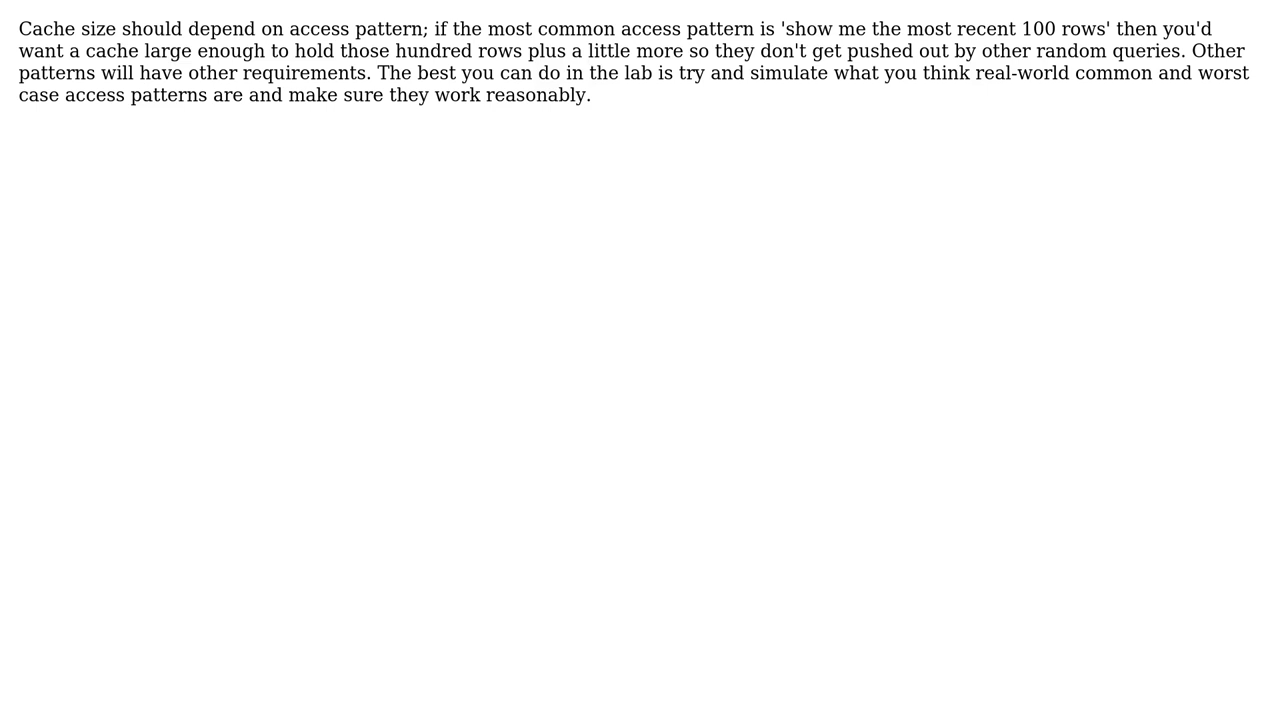 Cache size should depend on access pattern; if the most common access pattern is 'show me the most recent 100 rows' then you'd
want a cache large enough to hold those hundred rows plus a little more so they don't get pushed out by other random queries. Other
patterns will have other requirements. The best you can do in the lab is try and simulate what you think real-world common and worst
case access patterns are and make sure they work reasonably.